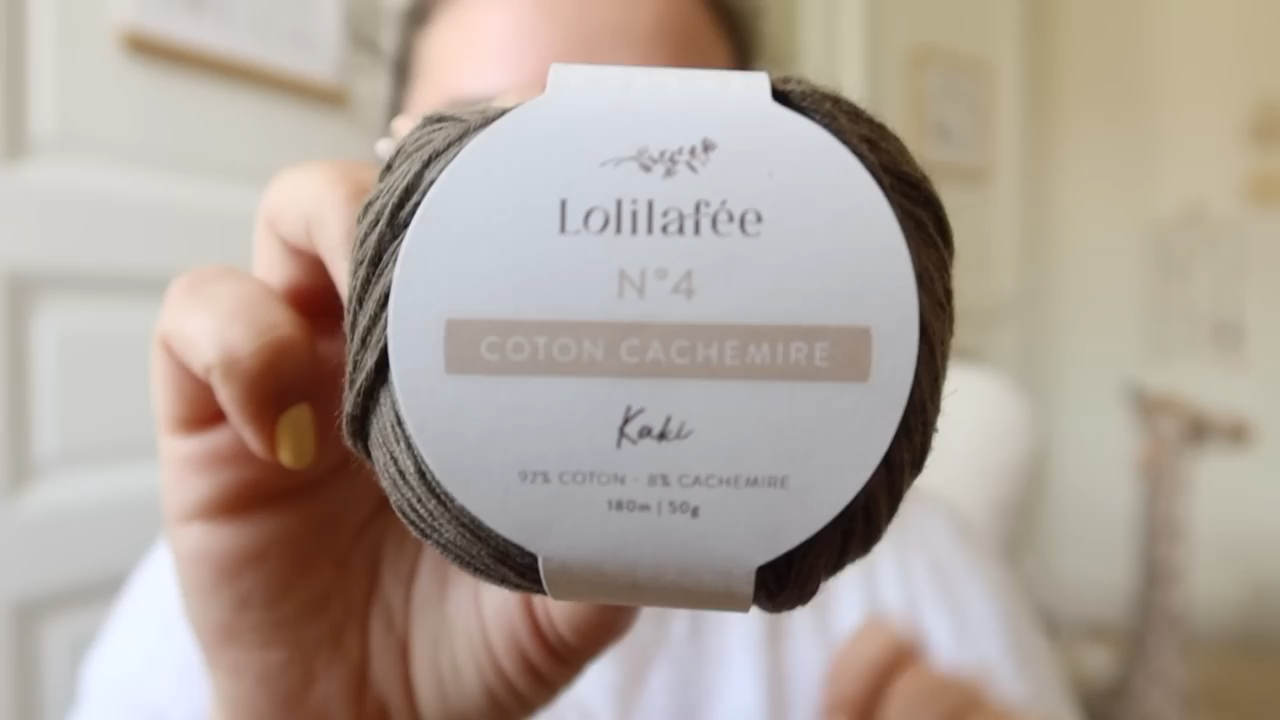 Lolilafée
N°4
COTON CACHEMIRE
Kaki
92% COTON - 8% CACHEMIRE
180m | 50g